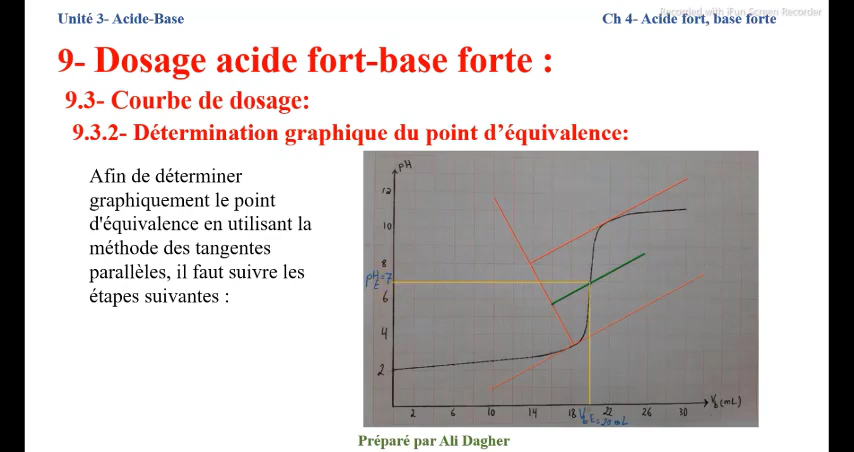 Recorded with iFun Screen Recorder
Unité 3- Acide-Base
Ch 4- Acide fort, base forte
9- Dosage acide fort-base forte :
9.3- Courbe de dosage:
9.3.2- Détermination graphique du point d’équivalence:
Afin de déterminer
graphiquement le point
d'équivalence en utilisant la
méthode des tangentes
parallèles, il faut suivre les
étapes suivantes :
pH
12
10
8
pH E = 7
6
4
2
2 6 10 14 18 22 26 30 Vb (mL)
Vb E = 20 mL
Préparé par Ali Dagher